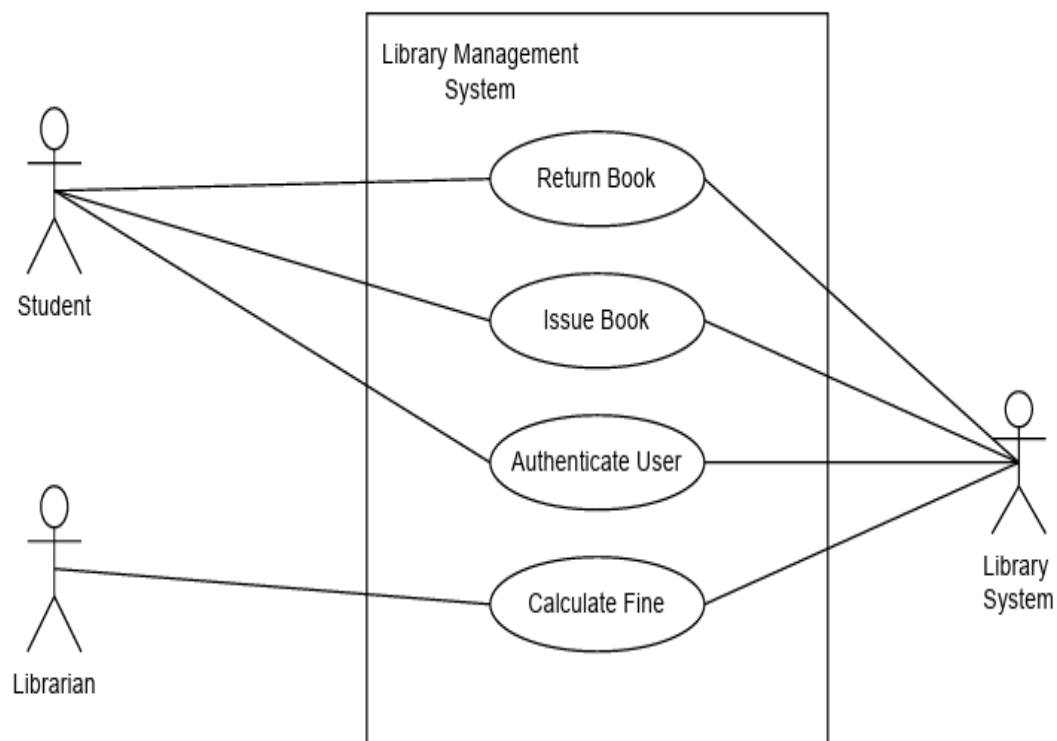 Library Management
System
Return Book
Student
Issue Book
Authenticate User
Library
System
Calculate Fine
Librarian